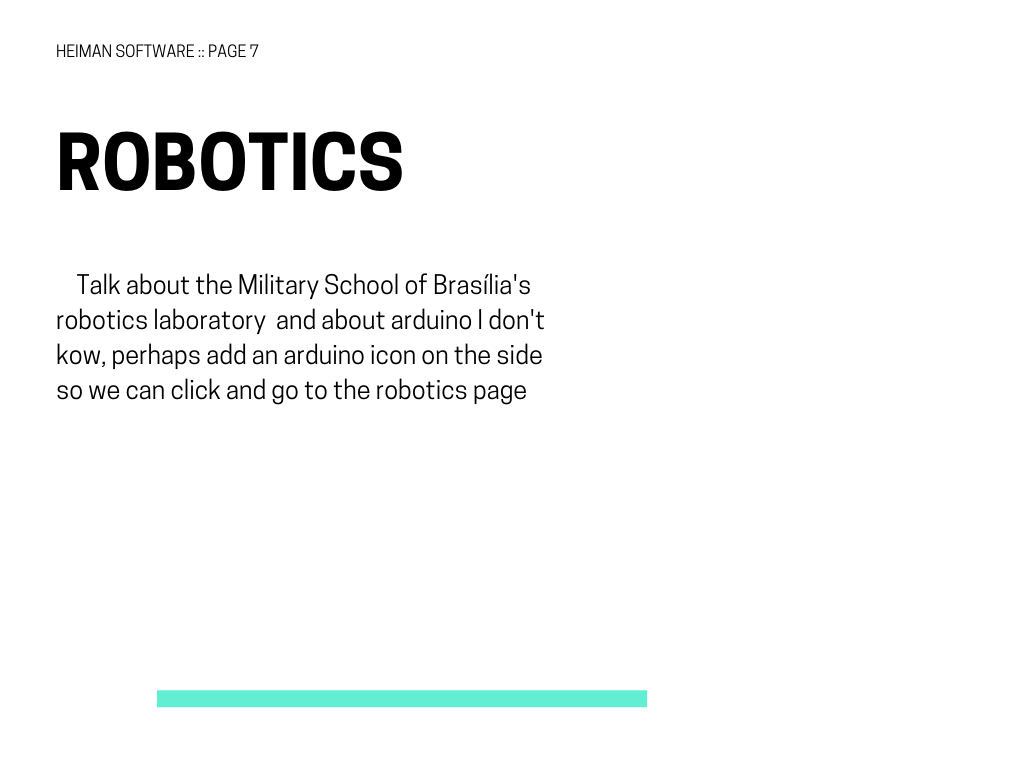 HEIMAN SOFTWARE :: PAGE 7
ROBOTICS
Talk about the Military School of Brasília's
robotics laboratory  and about arduino I don't
kow, perhaps add an arduino icon on the side
so we can click and go to the robotics page